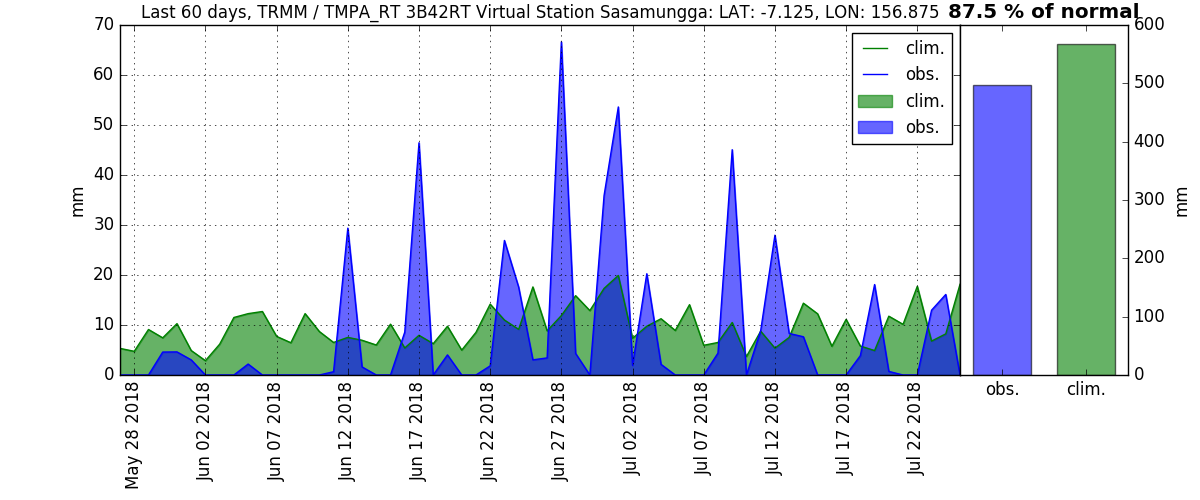 Last 60 days, TRMM / TMPA_RT 3B42RT Virtual Station Sasamungga: LAT: -7.125, LON: 156.875 87.5 % of normal
70
60
50
40
30
20
10
0
mm
clim.
obs.
clim.
obs.
600
500
400
300
200
100
0
mm
May 28 2018
Jun 02 2018
Jun 07 2018
Jun 12 2018
Jun 17 2018
Jun 22 2018
Jun 27 2018
Jul 02 2018
Jul 07 2018
Jul 12 2018
Jul 17 2018
Jul 22 2018
obs.
clim.